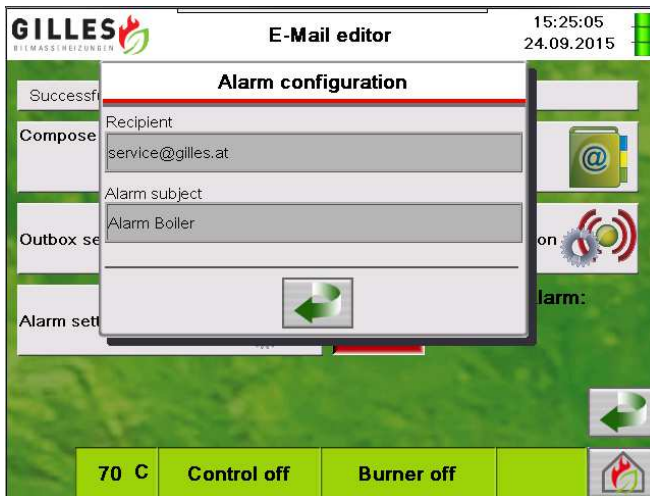 GILLES
BIEMASSEHEIZUNGEN
E-Mail editor
15:25:05
24.09.2015
Alarm configuration
Successf
Recipient
service@gilles.at
Compose
@
Alarm subject
Alarm Boiler
Outbox se
on
larm:
Alarm sett
70 C
Control off
Burner off